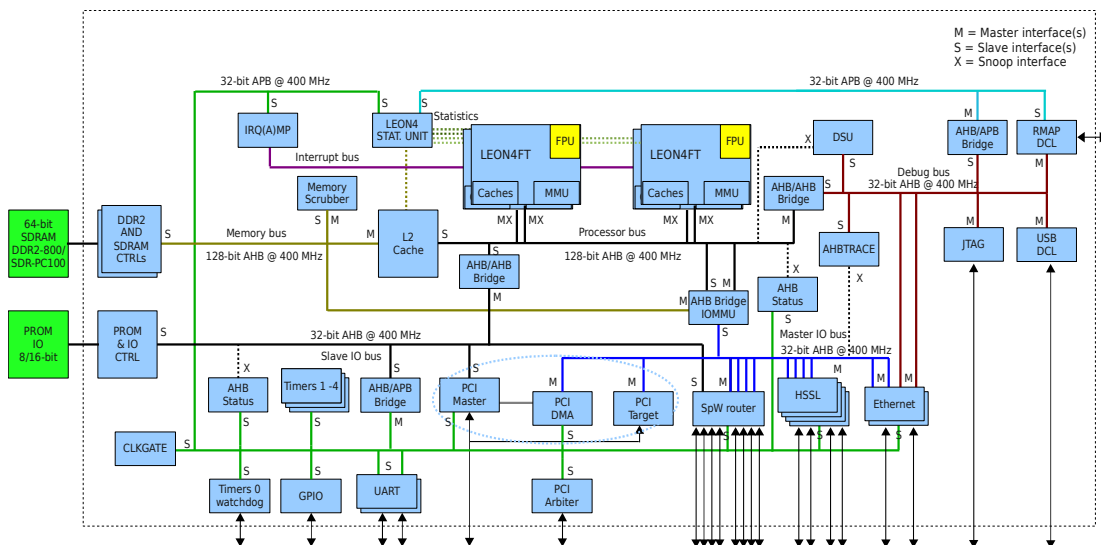 M = Master interface(s)
S = Slave interface(s)
X = Snoop interface
32-bit APB @ 400 MHz
32-bit APB @ 400 MHz
S
S
S
M
S
IRQ(A)MP
LEON4
STAT. UNIT
Statistics
LEON4FT
FPU
Caches
MMU
LEON4FT
FPU
Caches
MMU
X
DSU
AHB/APB
Bridge
RMAP
DCL
Interrupt bus
S
S
M
Debug bus
32-bit AHB @ 400 MHz
Memory
Scrubber
AHB/AHB
Bridge
S
S
M
MX
MX
MX
MX
M
S
M
M
64-bit
SDRAM
DDR2-800/
SDR-PC100
DDR2
AND
SDRAM
CTRLs
S
Memory bus
M
L2
Cache
Processor bus
AHBTRACE
JTAG
USB
DCL
128-bit AHB @ 400 MHz
S
128-bit AHB @ 400 MHz
S
M
X
X
AHB/AHB
Bridge
M
M
AHB Bridge
IOMMU
AHB
Status
PROM
IO
8/16-bit
PROM
& IO
CTRL
S
32-bit AHB @ 400 MHz
S
Master IO bus
Slave IO bus
32-bit AHB @ 400 MHz
X
S
S
M
M
S
M
M
M
M
AHB
Status
Timers 1 -4
AHB/APB
Bridge
PCI
Master
PCI
DMA
PCI
Target
SpW router
HSSL
Ethernet
S
S
M
S
S
S
S
S
CLKGATE
S
S
S
S
S
Timers 0
watchdog
GPIO
UART
PCI
Arbiter